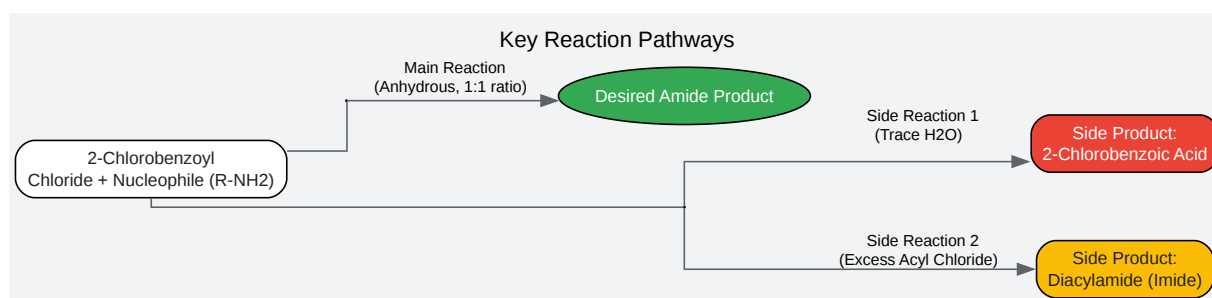 Key Reaction Pathways
Main Reaction
(Anhydrous, 1:1 ratio)
Desired Amide Product
Side Reaction 1
(Trace H2O)
Side Product:
2-Chlorobenzoic Acid
2-Chlorobenzoyl
Chloride + Nucleophile (R-NH2)
Side Reaction 2
(Excess Acyl Chloride)
Side Product:
Diacylamide (Imide)